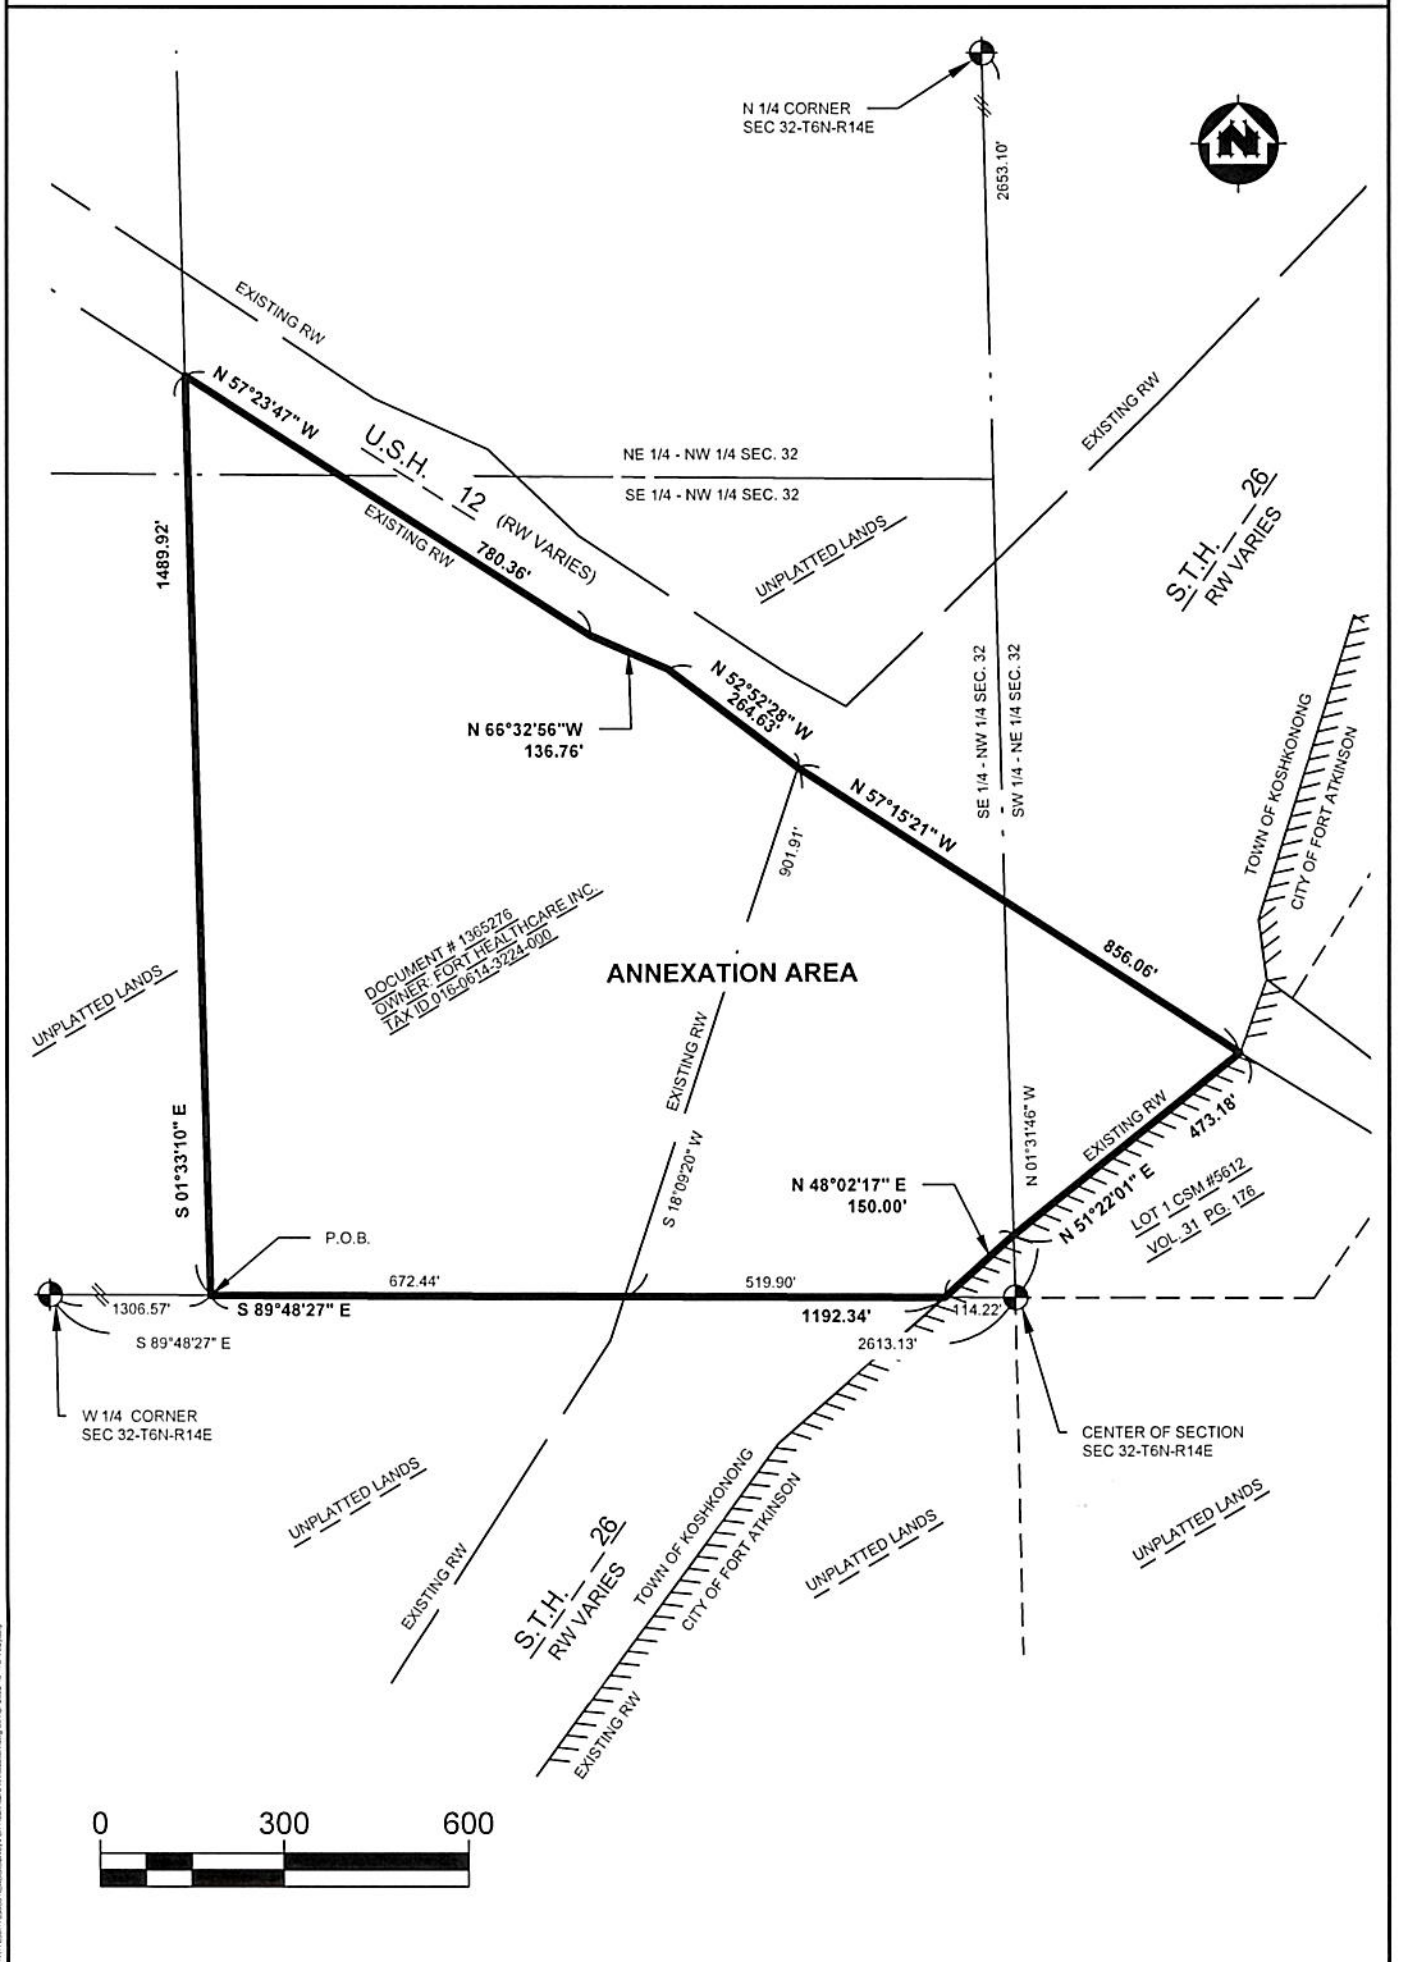 N 1/4 CORNER
SEC 32-T6N-R14E
N
2653.10'
EXISTING RW
EXISTING RW
N 57°23'47" W
U.S.H. 12 (RW VARIES)
NE 1/4 - NW 1/4 SEC. 32
SE 1/4 - NW 1/4 SEC. 32
EXISTING RW
780.36'
1489.92'
UNPLATTED LANDS
S.T.H. 26
RW VARIES
N 66°32'56"W
136.76'
N 52°52'28" W
264.63'
SE 1/4 - NW 1/4 SEC. 32
SW 1/4 - NE 1/4 SEC. 32
TOWN OF KOSHKONONG
CITY OF FORT ATKINSON
N 57°15'21" W
856.06'
901.91'
DOCUMENT # 1365276
OWNER: FORT HEALTHCARE INC.
TAX ID 016-0614-3224-000
ANNEXATION AREA
UNPLATTED LANDS
EXISTING RW
S 18°09'20" W
S 01°33'10" E
N 01°31'46" W
EXISTING RW
473.18'
N 51°22'01" E
N 48°02'17" E
150.00'
LOT 1 CSM #5612
VOL. 31 PG. 176
P.O.B.
672.44'
519.90'
1306.57'
S 89°48'27" E
1192.34'
114.22'
S 89°48'27" E
2613.13'
W 1/4 CORNER
SEC 32-T6N-R14E
CENTER OF SECTION
SEC 32-T6N-R14E
UNPLATTED LANDS
EXISTING RW
S.T.H. 26
RW VARIES
TOWN OF KOSHKONONG
CITY OF FORT ATKINSON
EXISTING RW
UNPLATTED LANDS
UNPLATTED LANDS
0 300 600